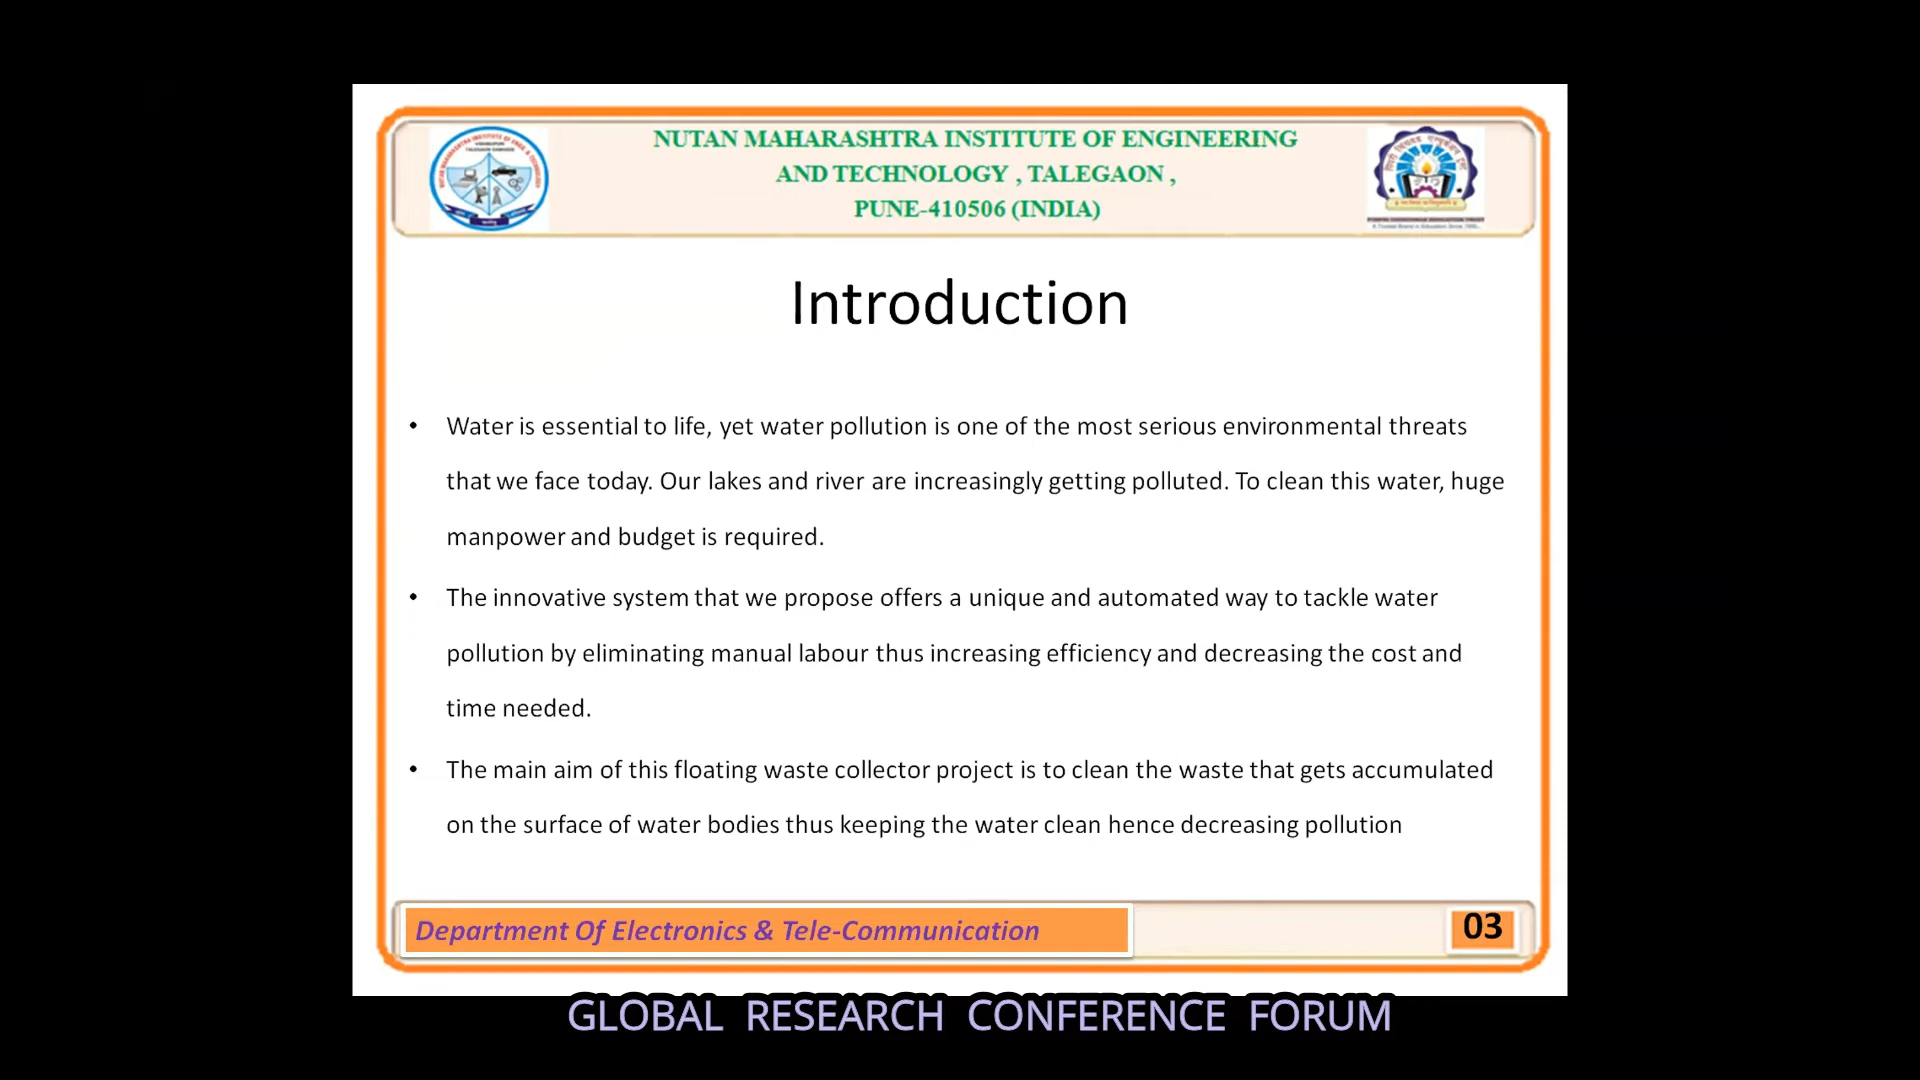 NUTAN MAHARASHTRA INSTITUTE OF ENGINEERING
AND TECHNOLOGY , TALEGAON ,
PUNE-410506 (INDIA)
Introduction
• Water is essential to life, yet water pollution is one of the most serious environmental threats
that we face today. Our lakes and river are increasingly getting polluted. To clean this water, huge
manpower and budget is required.
• The innovative system that we propose offers a unique and automated way to tackle water
pollution by eliminating manual labour thus increasing efficiency and decreasing the cost and
time needed.
• The main aim of this floating waste collector project is to clean the waste that gets accumulated
on the surface of water bodies thus keeping the water clean hence decreasing pollution
Department Of Electronics & Tele-Communication
03
GLOBAL RESEARCH CONFERENCE FORUM